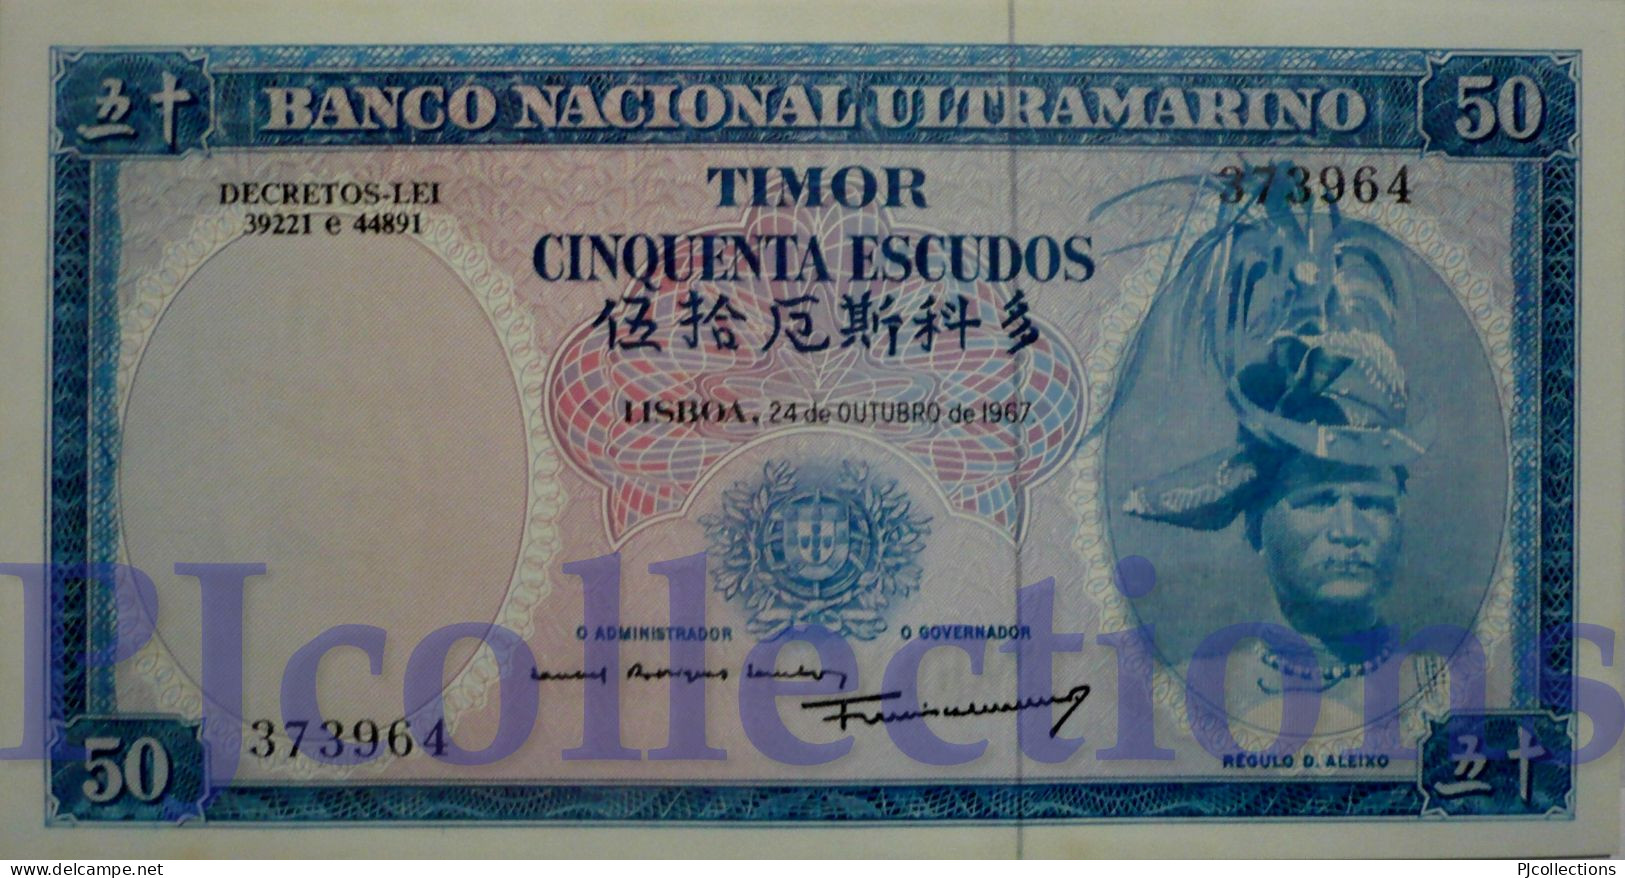 五十
BANCO NACIONAL ULTRAMARINO
50
DECRETOS-LEI
39221 e 44891
TIMOR
373964
CINQUENTA ESCUDOS
伍拾厄斯科多
LISBOA, 24 de OUTUBRO de 1967.
PJcollections
O ADMINISTRADOR
O GOVERNADOR
373964
RÉGULO D. ALEIXO
50
五十
PJcollections